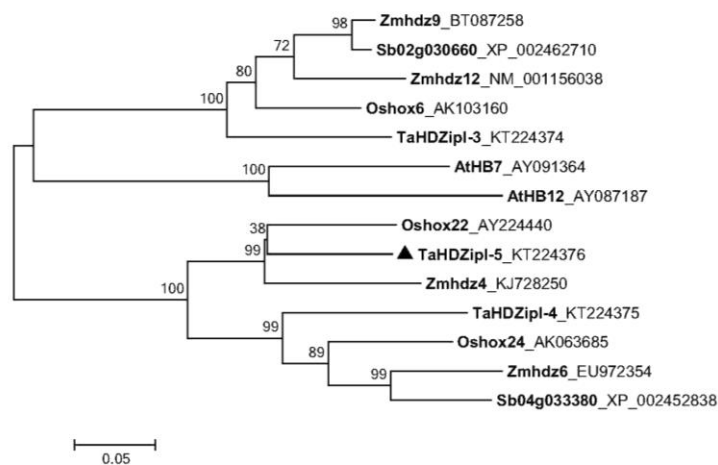 98
Zmhdz9_BT087258
72
Sb02g030660_XP_002462710
80
Zmhdz12_NM_001156038
100
Oshox6_AK103160
TaHDZipI-3_KT224374
100
AtHB7_AY091364
AtHB12_AY087187
38
Oshox22_AY224440
99
TaHDZipI-5_KT224376
100
Zmhdz4_KJ728250
99
TaHDZipI-4_KT224375
89
Oshox24_AK063685
99
Zmhdz6_EU972354
Sb04g033380_XP_002452838
0.05